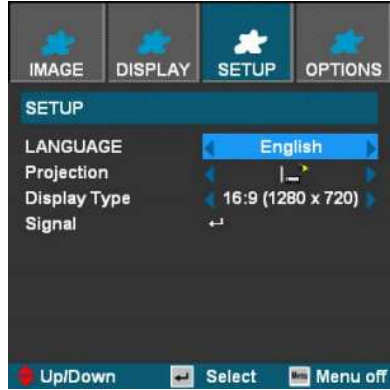 IMAGE DISPLAY SETUP OPTIONS
SETUP
LANGUAGE English
Projection
Display Type 16:9 (1280 x 720)
Signal
Up/Down Select Menu Menu off